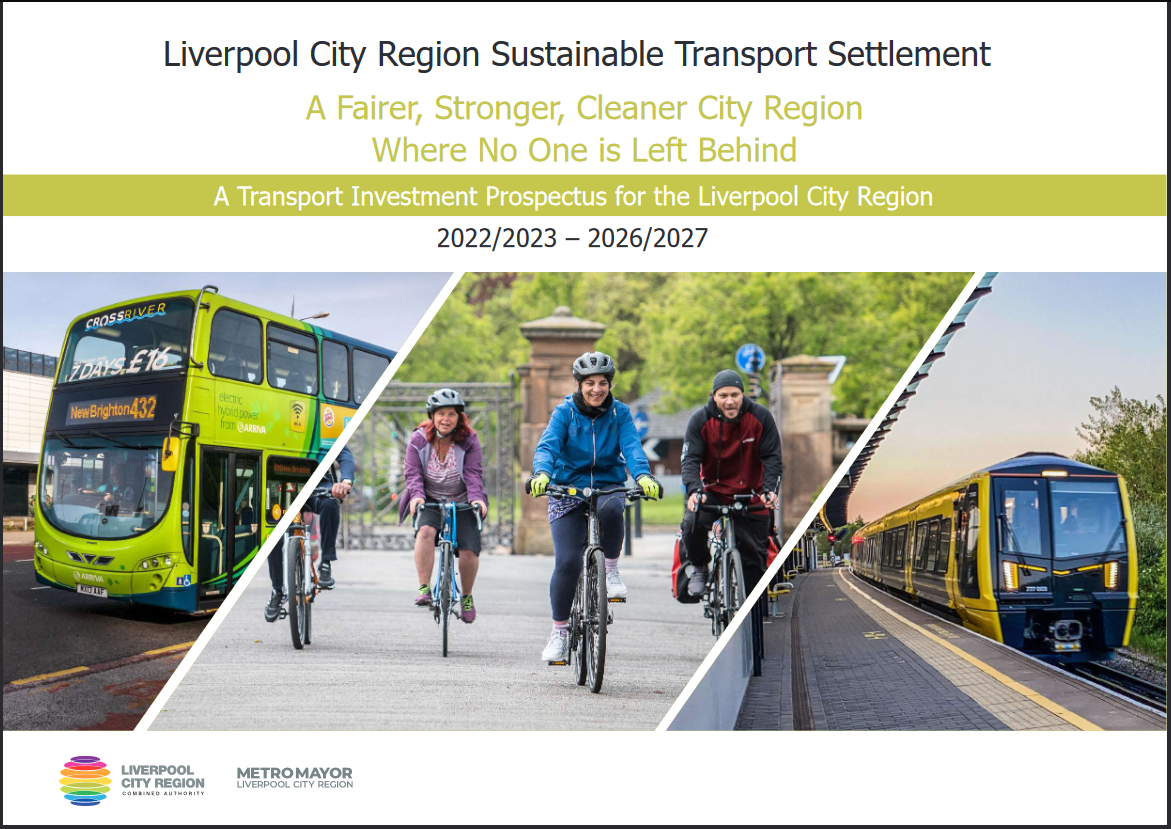 Liverpool City Region Sustainable Transport Settlement
A Fairer, Stronger, Cleaner City Region
Where No One is Left Behind
A Transport Investment Prospectus for the Liverpool City Region
2022/2023 – 2026/2027
CROSSRIVER
7 DAYS, £16
New Brighton 432
electric
hybrid power
from ARRIVA
ARRIVA
LIVERPOOL
CITY REGION
COMBINED AUTHORITY
METRO MAYOR
LIVERPOOL CITY REGION